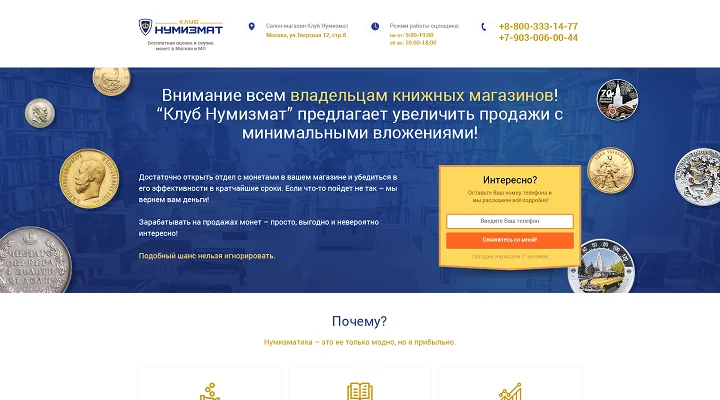 КЛУБ
НУМИЗМАТ
Бесплатная оценка и скупка
монет в Москве и МО
Салон-магазин Клуб Нумизмат
Москва, ул.Тверская 12, стр.8
Режим работы оценщика:
пн-пт: 9:00-19:00
сб-вс: 10:00-18:00
+8-800-333-14-77
+7-903-006-00-44
Внимание всем владельцам книжных магазинов!
“Клуб Нумизмат” предлагает увеличить продажи с
минимальными вложениями!
Достаточно открыть отдел с монетами в вашем магазине и убедиться в
его эффективности в кратчайшие сроки. Если что-то пойдет не так – мы
вернем вам деньги!
Зарабатывать на продажах монет – просто, выгодно и невероятно
интересно!
Подобный шанс нельзя игнорировать.
Интересно?
Оставьте Ваш номер телефона и
мы расскажем всё подробно!
Введите Ваш телефон
Свяжитесь со мной!
Сегодня написали 7 человек
70
Почему?
Нумизматика – это не только модно, но и прибыльно.